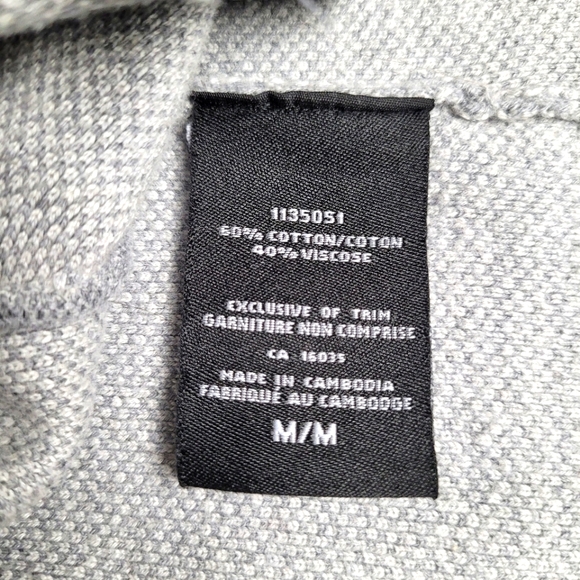 1135051
60% COTTON/COTON
40% VISCOSE
EXCLUSIVE OF TRIM
GARNITURE NON COMPRISE
CA 16035
MADE IN CAMBODIA
FABRIQUÉ AU CAMBODGE
M/M